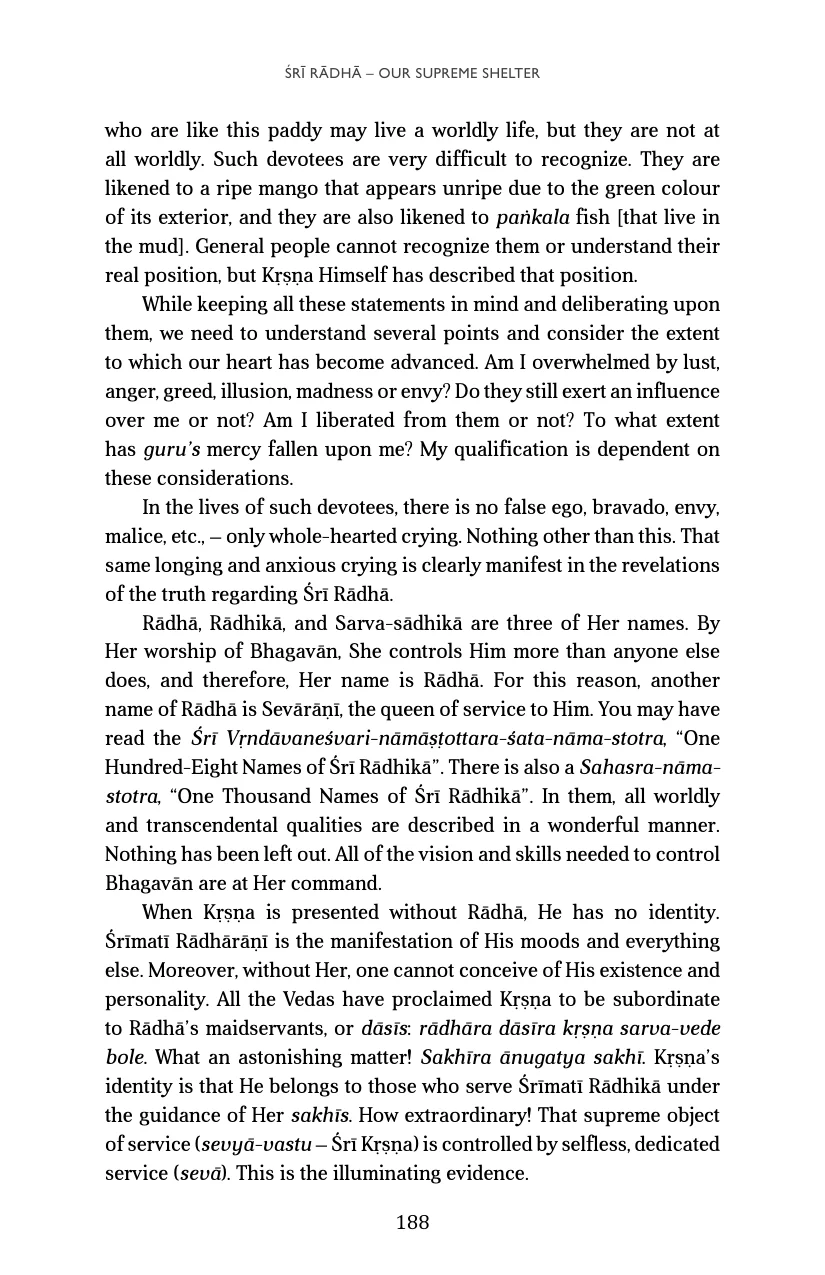 ŚRĪ RĀDHĀ – OUR SUPREME SHELTER
who are like this paddy may live a worldly life, but they are not at
all worldly. Such devotees are very difficult to recognize. They are
likened to a ripe mango that appears unripe due to the green colour
of its exterior, and they are also likened to paṅkala fish [that live in
the mud]. General people cannot recognize them or understand their
real position, but Kṛṣṇa Himself has described that position.
While keeping all these statements in mind and deliberating upon
them, we need to understand several points and consider the extent
to which our heart has become advanced. Am I overwhelmed by lust,
anger, greed, illusion, madness or envy? Do they still exert an influence
over me or not? Am I liberated from them or not? To what extent
has guru’s mercy fallen upon me? My qualification is dependent on
these considerations.
In the lives of such devotees, there is no false ego, bravado, envy,
malice, etc., – only whole-hearted crying. Nothing other than this. That
same longing and anxious crying is clearly manifest in the revelations
of the truth regarding Śrī Rādhā.
Rādhā, Rādhikā, and Sarva-sādhikā are three of Her names. By
Her worship of Bhagavān, She controls Him more than anyone else
does, and therefore, Her name is Rādhā. For this reason, another
name of Rādhā is Sevārāṇī, the queen of service to Him. You may have
read the Śrī Vṛndāvaneśvari-nāmāṣṭottara-śata-nāma-stotra, “One
Hundred-Eight Names of Śrī Rādhikā”. There is also a Sahasra-nāma-
stotra, “One Thousand Names of Śrī Rādhikā”. In them, all worldly
and transcendental qualities are described in a wonderful manner.
Nothing has been left out. All of the vision and skills needed to control
Bhagavān are at Her command.
When Kṛṣṇa is presented without Rādhā, He has no identity.
Śrīmatī Rādhārāṇī is the manifestation of His moods and everything
else. Moreover, without Her, one cannot conceive of His existence and
personality. All the Vedas have proclaimed Kṛṣṇa to be subordinate
to Rādhā’s maidservants, or dāsīs: rādhāra dāsīra kṛṣṇa sarva-vede
bole. What an astonishing matter! Sakhīra ānugatya sakhī. Kṛṣṇa’s
identity is that He belongs to those who serve Śrīmatī Rādhikā under
the guidance of Her sakhīs. How extraordinary! That supreme object
of service (sevyā-vastu – Śrī Kṛṣṇa) is controlled by selfless, dedicated
service (sevā). This is the illuminating evidence.
188